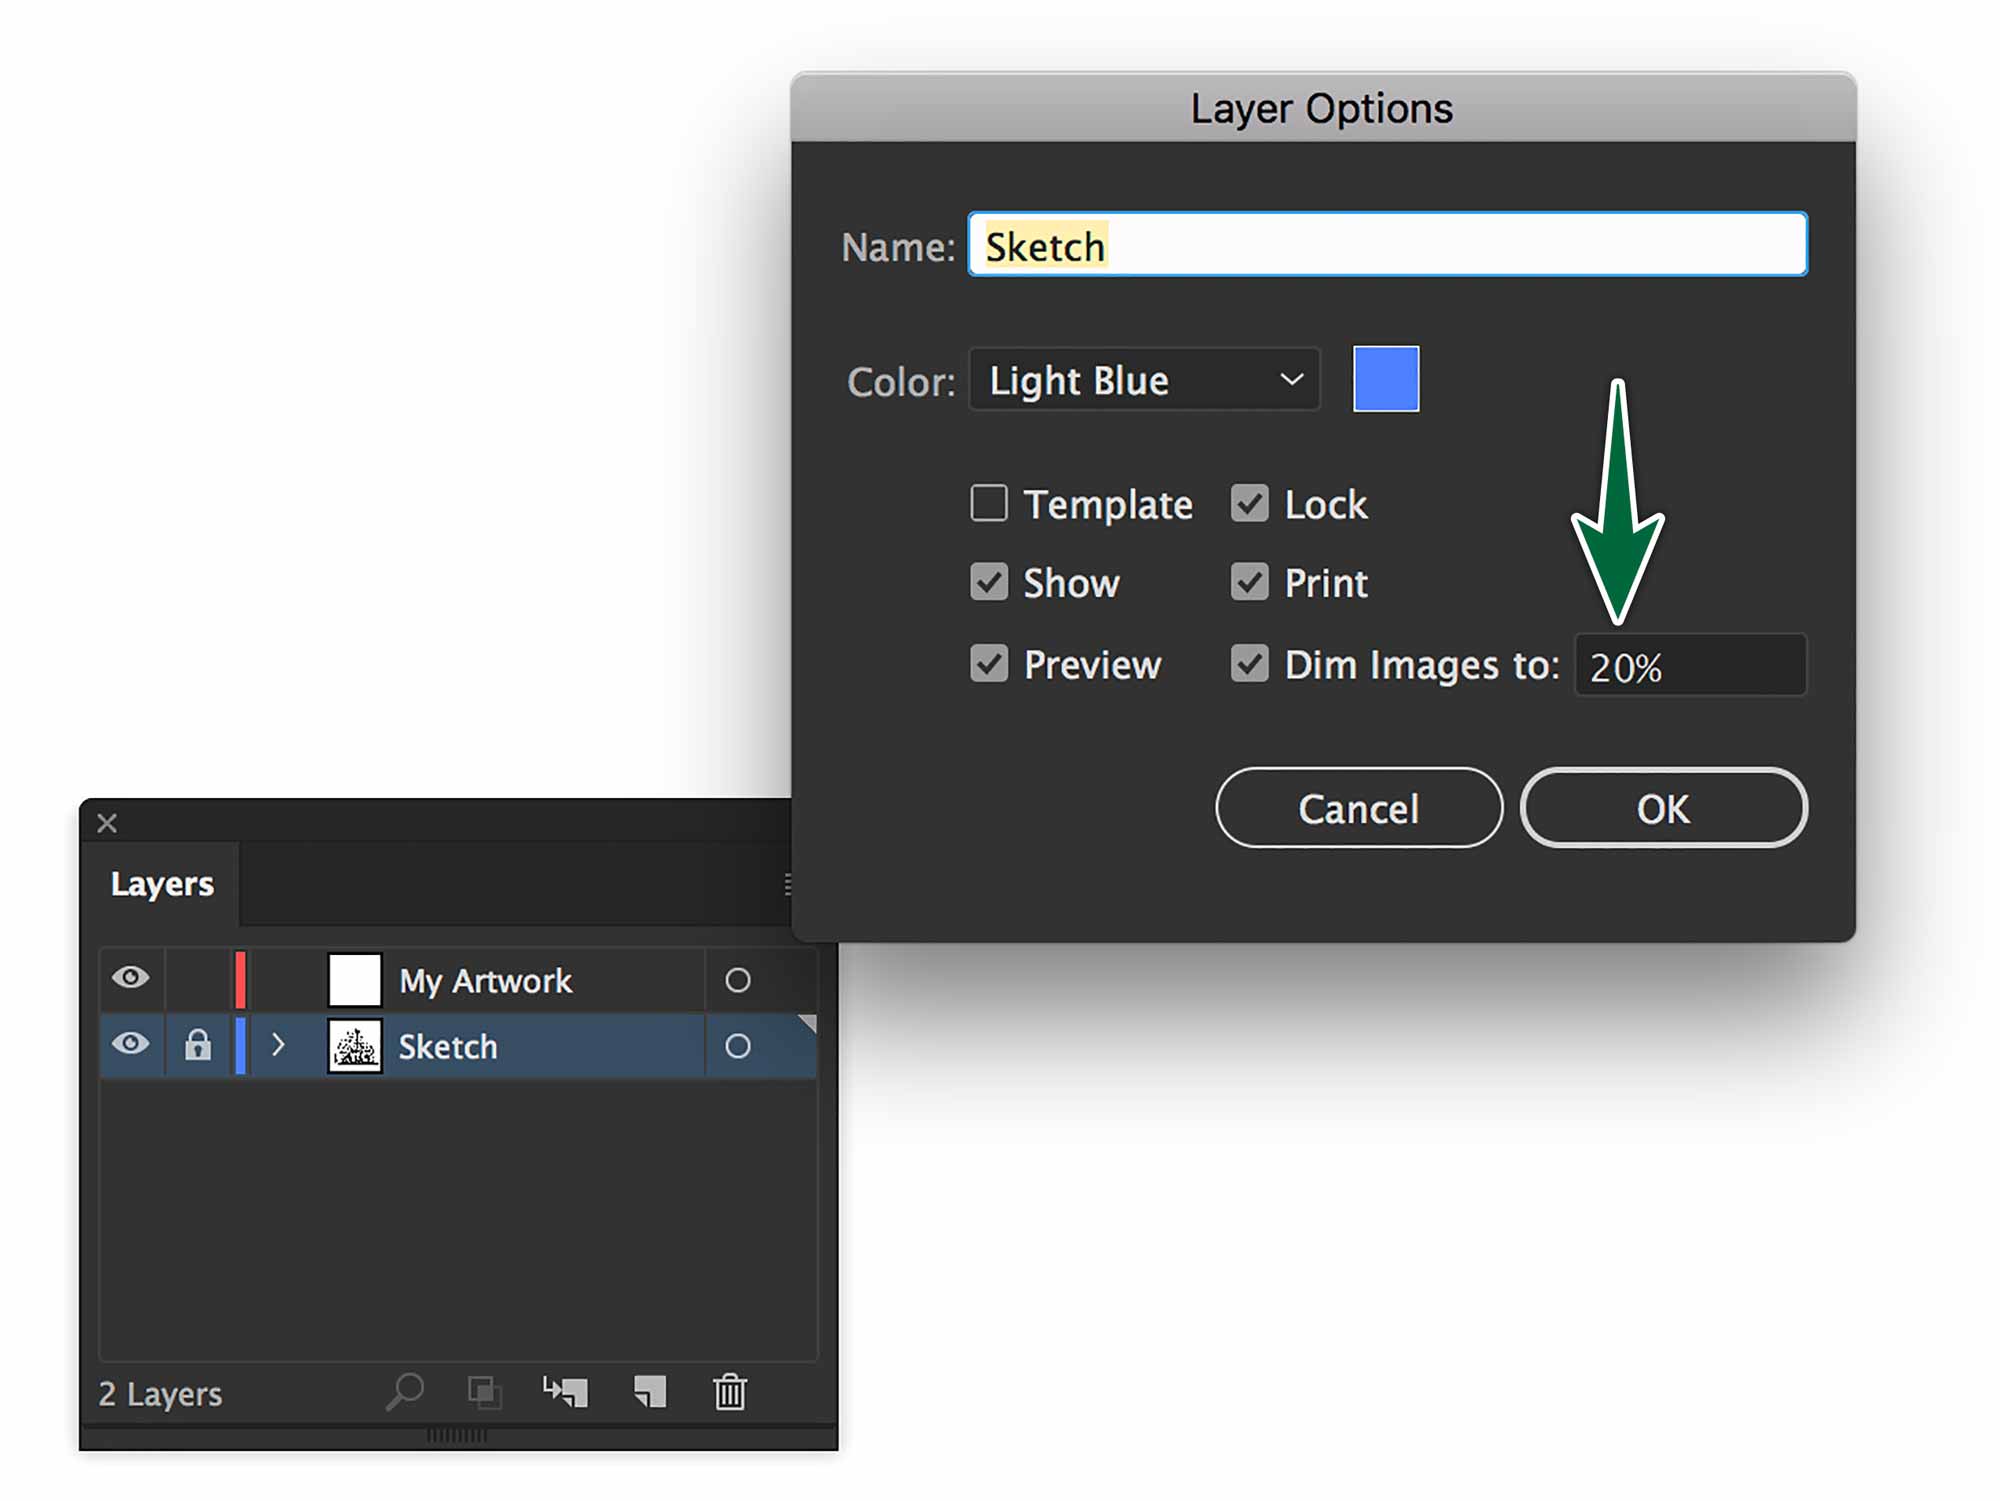 Layer Options
Name: Sketch
Color: Light Blue
Template Lock
Show Print
Preview Dim Images to: 20%
Cancel OK
Layers
My Artwork
Sketch
2 Layers